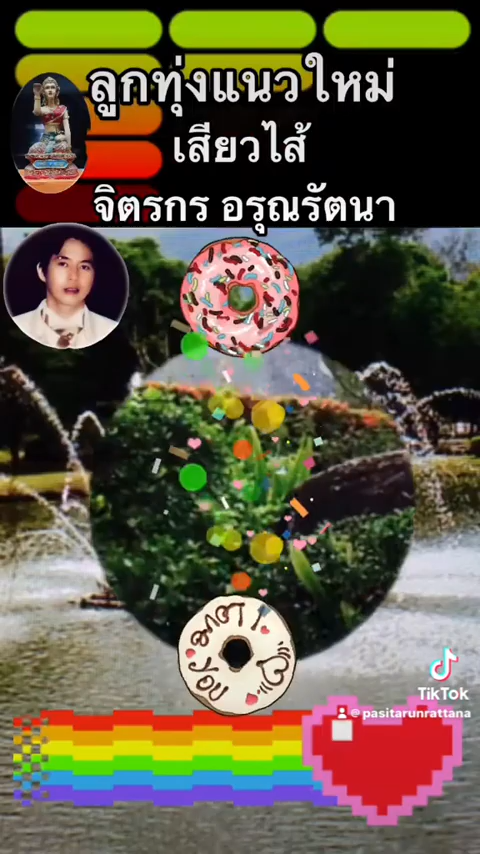 ลูกทุ่งแนวใหม่
เสียวไส้
จิตรกร อรุณรัตนา
I Love
YOU
TikTok
@pasitarunrattana